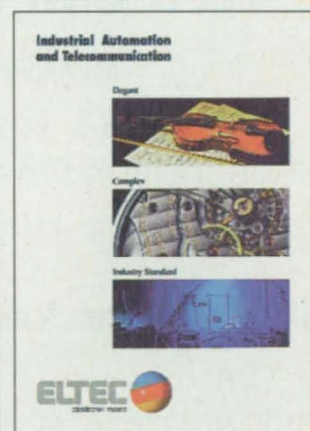 Industrial Automation
and Telecommunication
Elegant
Complex
Industry Standard
ELTEC